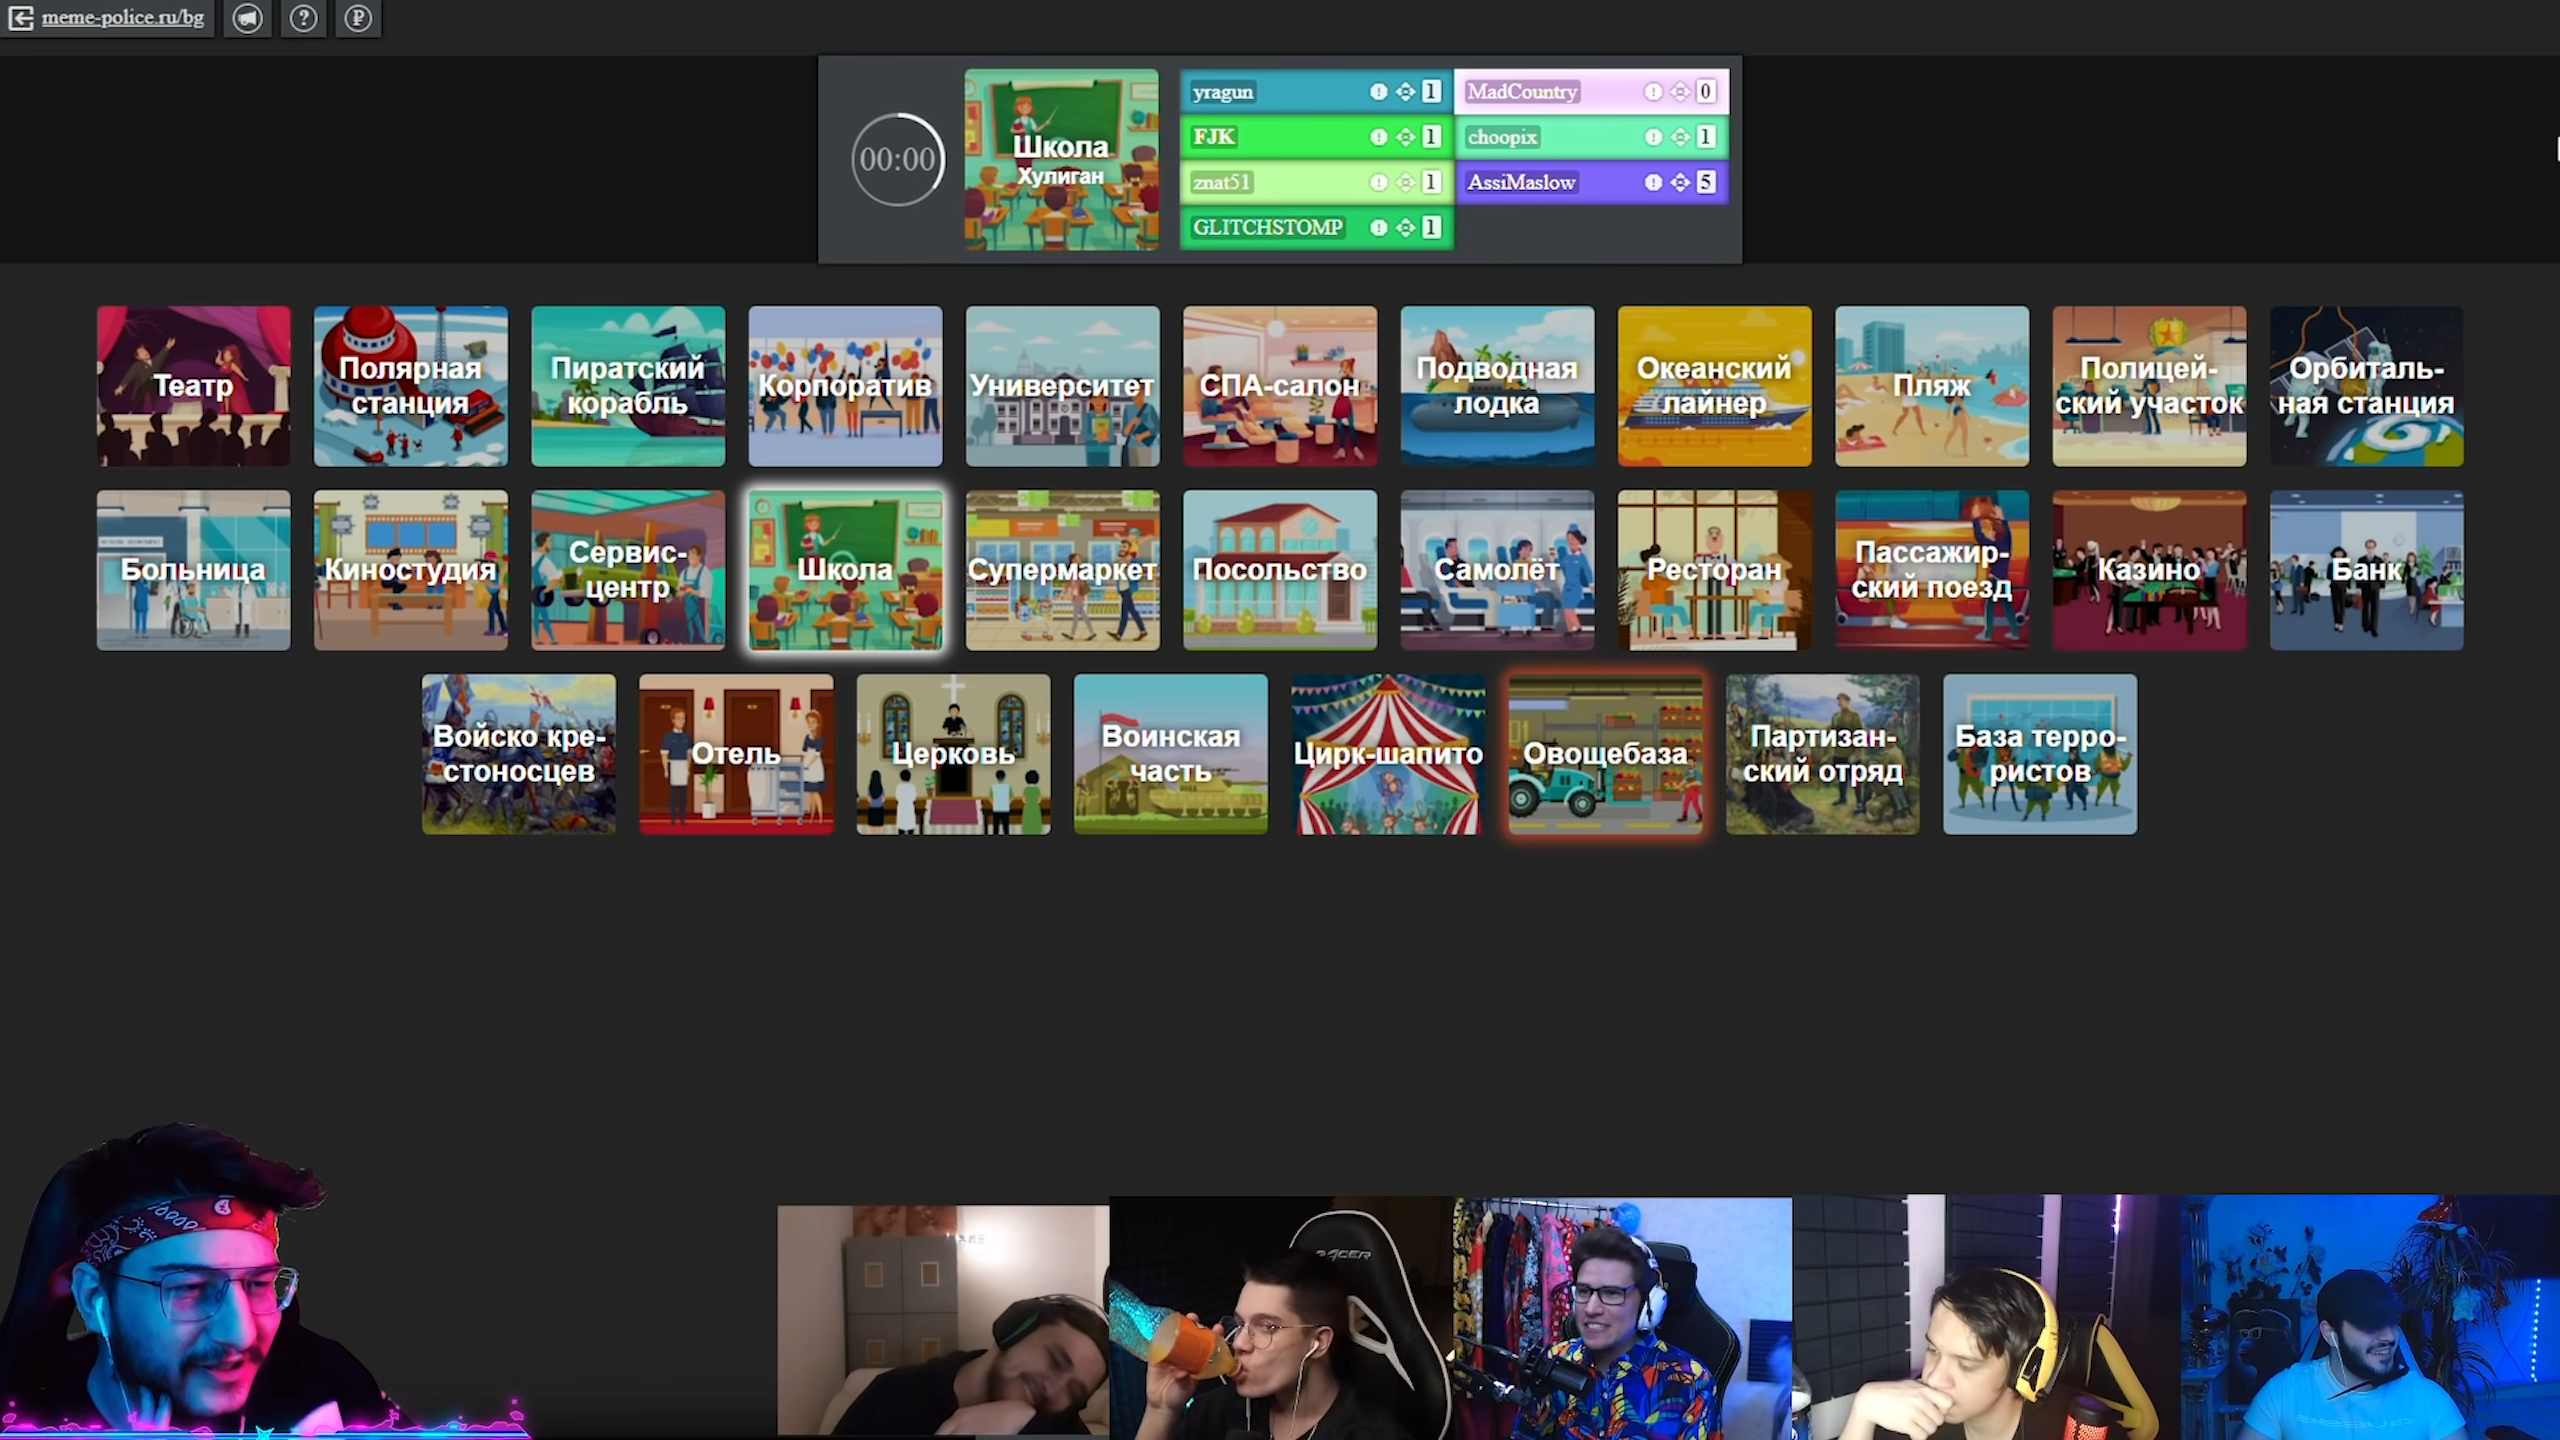 meme-police.ru/bg
?
₽
00:00
Школа
Хулиган
yragun 1
MadCountry 0
FJK 1
choopix 1
znat51 1
AssiMaslow 5
GLITCHSTOMP 1
Театр
Полярная
станция
Пиратский
корабль
Корпоратив
Университет
СПА-салон
Подводная
лодка
Океанский
лайнер
Пляж
Полицей-
ский участок
Орбиталь-
ная станция
Больница
Киностудия
Сервис-
центр
Школа
Супермаркет
Посольство
Самолёт
Ресторан
Пассажир-
ский поезд
Казино
Банк
Войско кре-
стоносцев
Отель
Церковь
Воинская
часть
Цирк-шапито
Овощебаза
Партизан-
ский отряд
База терро-
ристов